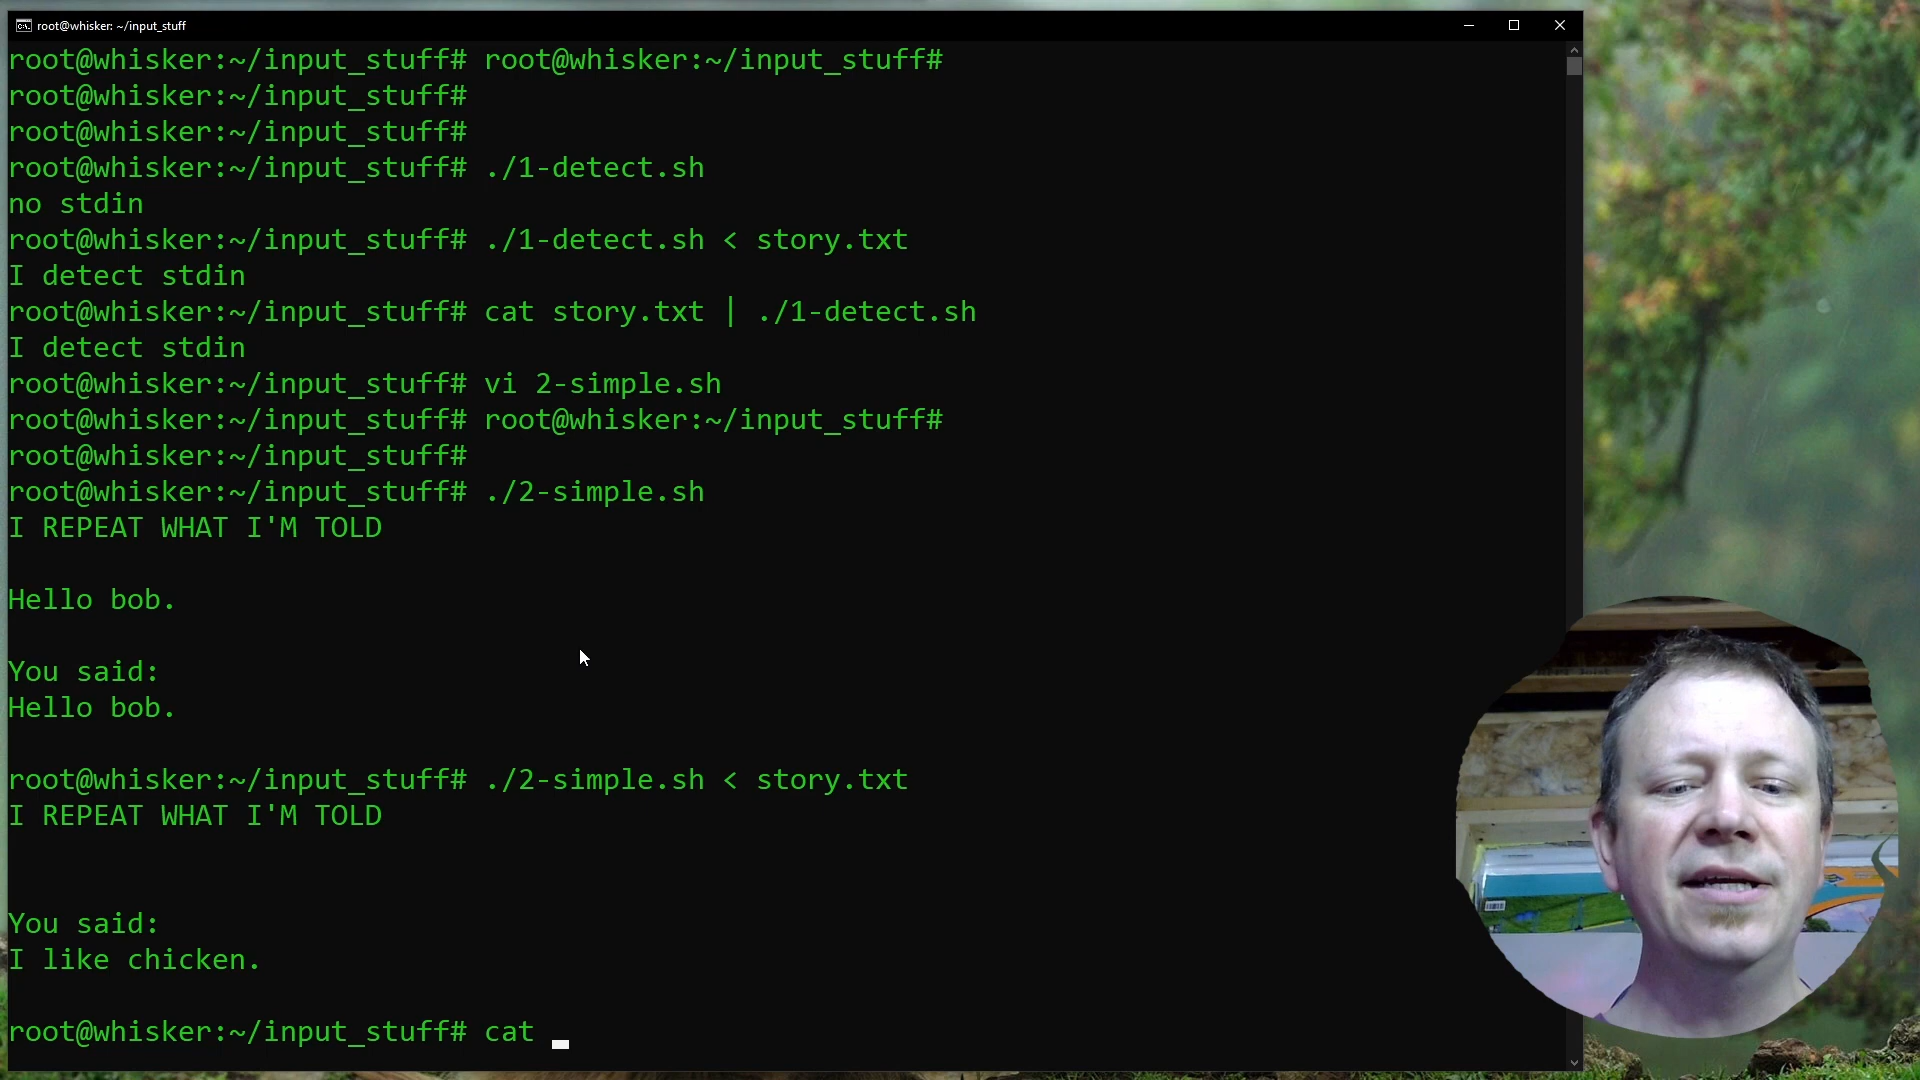 root@whisker: ~/input_stuff
root@whisker:~/input_stuff# root@whisker:~/input_stuff#
root@whisker:~/input_stuff#
root@whisker:~/input_stuff#
root@whisker:~/input_stuff# ./1-detect.sh
no stdin
root@whisker:~/input_stuff# ./1-detect.sh < story.txt
I detect stdin
root@whisker:~/input_stuff# cat story.txt | ./1-detect.sh
I detect stdin
root@whisker:~/input_stuff# vi 2-simple.sh
root@whisker:~/input_stuff# root@whisker:~/input_stuff#
root@whisker:~/input_stuff#
root@whisker:~/input_stuff# ./2-simple.sh
I REPEAT WHAT I'M TOLD
Hello bob.
You said:
Hello bob.
root@whisker:~/input_stuff# ./2-simple.sh < story.txt
I REPEAT WHAT I'M TOLD
You said:
I like chicken.
root@whisker:~/input_stuff# cat